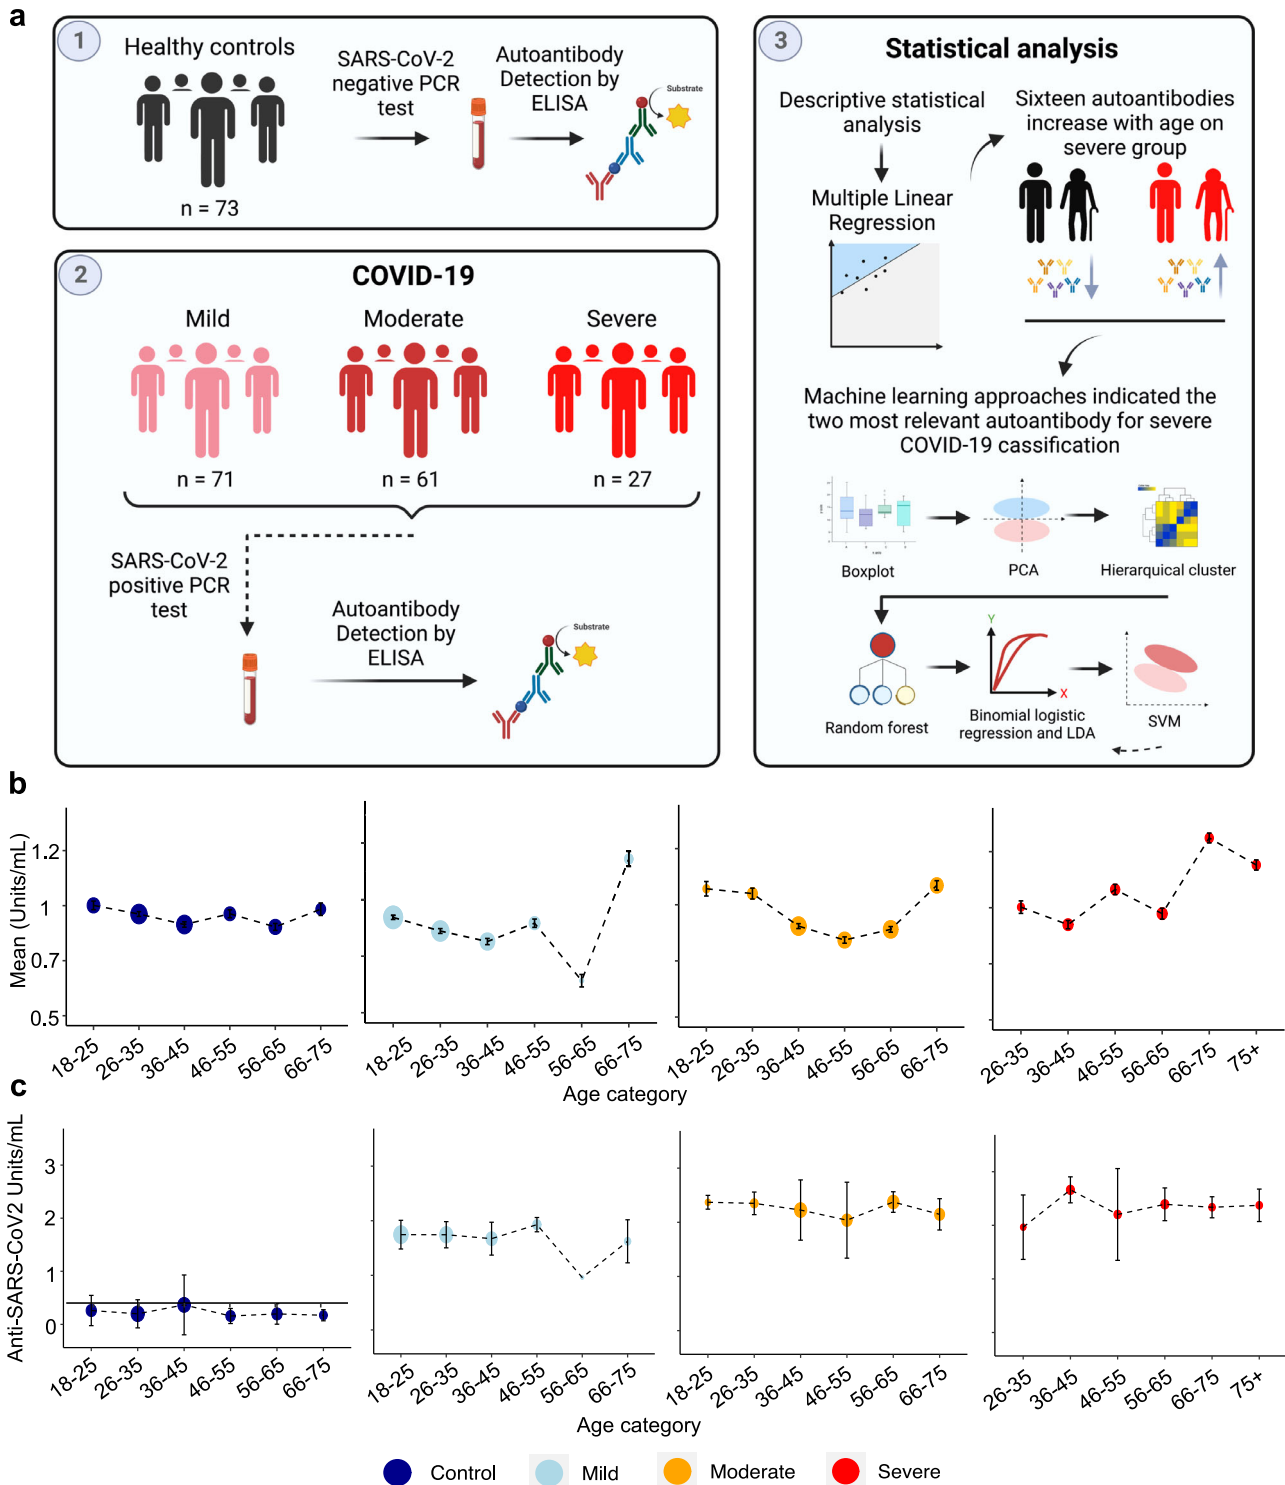 a
1
Healthy controls
n = 73
SARS-CoV-2
negative PCR
test
Autoantibody
Detection by
ELISA
Substrate
2
COVID-19
Mild
Moderate
Severe
n = 71
n = 61
n = 27
SARS-CoV-2
positive PCR
test
Autoantibody
Detection by
ELISA
Substrate
3
Statistical analysis
Descriptive statistical
analysis
Multiple Linear
Regression
Sixteen autoantibodies
increase with age on
severe group
Machine learning approaches indicated the
two most relevant autoantibody for severe
COVID-19 cassification
Boxplot
PCA
Hierarquical cluster
Random forest
Y
X
Binomial logistic
regression and LDA
SVM
b
Mean (Units/mL)
1.2
1
0.7
0.5
18-25
26-35
36-45
46-55
56-65
66-75
18-25
26-35
36-45
46-55
56-65
66-75
18-25
26-35
36-45
46-55
56-65
66-75
26-35
36-45
46-55
56-65
66-75
75+
Age category
c
Anti-SARS-CoV2 Units/mL
3
2
1
0
18-25
26-35
36-45
46-55
56-65
66-75
18-25
26-35
36-45
46-55
56-65
66-75
18-25
26-35
36-45
46-55
56-65
66-75
26-35
36-45
46-55
56-65
66-75
75+
Age category
Control
Mild
Moderate
Severe